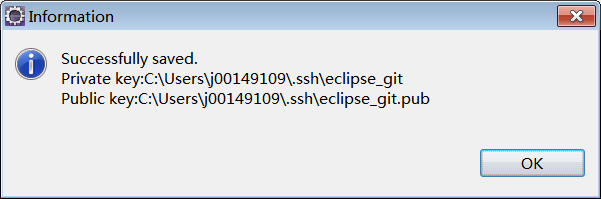 Information
Successfully saved.
Private key:C:\Users\j00149109\.ssh\eclipse_git
Public key:C:\Users\j00149109\.ssh\eclipse_git.pub
OK